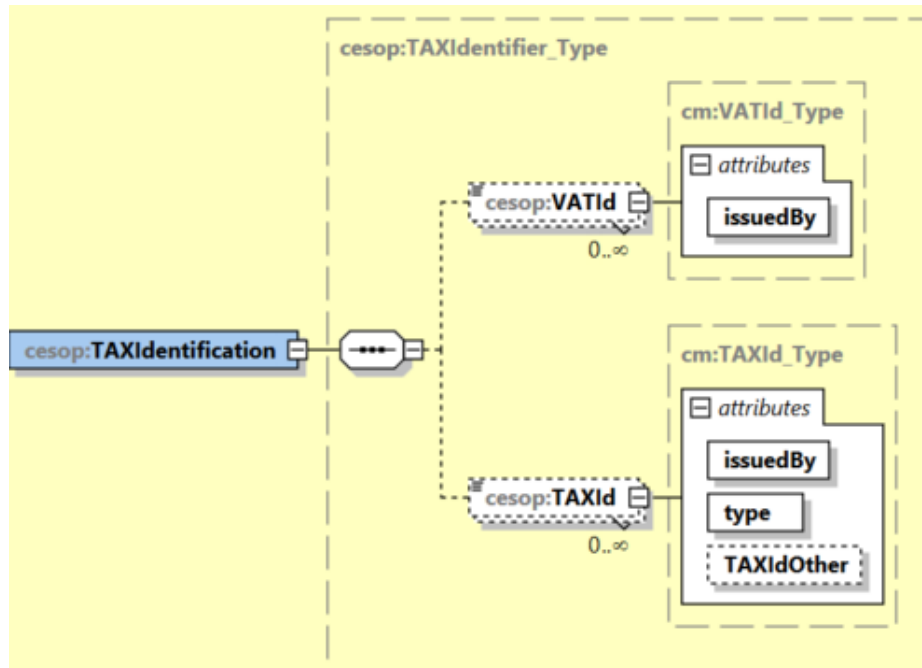 cesop:TAXIdentifier_Type
cm:VATId_Type
attributes
cesop:VATId
issuedBy
0..∞
cesop:TAXIdentification
cm:TAXId_Type
attributes
issuedBy
cesop:TAXId
type
0..∞
TAXIdOther